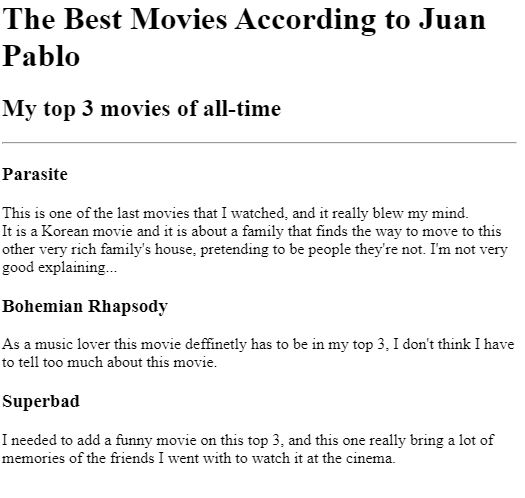 The Best Movies According to Juan
Pablo
My top 3 movies of all-time
Parasite
This is one of the last movies that I watched, and it really blew my mind.
It is a Korean movie and it is about a family that finds the way to move to this
other very rich family's house, pretending to be people they're not. I'm not very
good explaining...
Bohemian Rhapsody
As a music lover this movie deffinetly has to be in my top 3, I don't think I have
to tell too much about this movie.
Superbad
I needed to add a funny movie on this top 3, and this one really bring a lot of
memories of the friends I went with to watch it at the cinema.